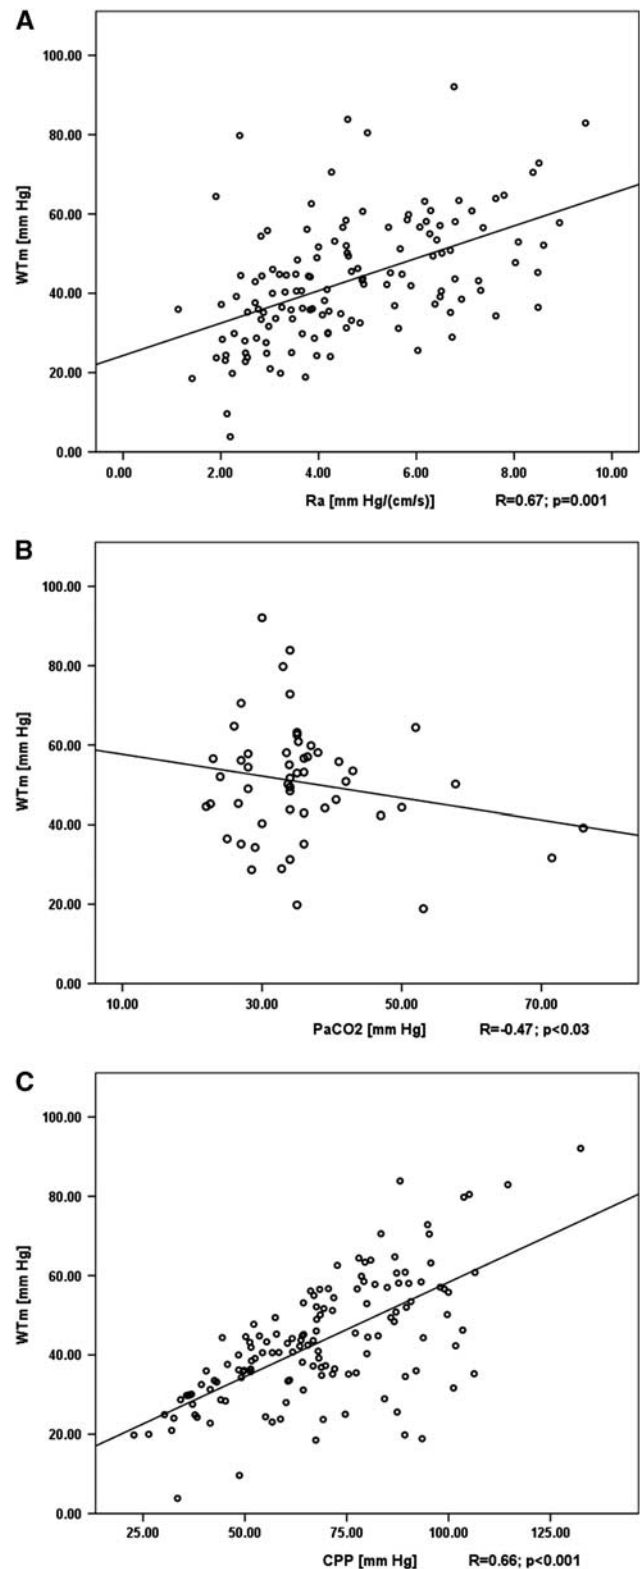 A
100.00
80.00
60.00
40.00
20.00
0.00
WTm [mm Hg]
0.00 2.00 4.00 6.00 8.00 10.00
Ra [mm Hg/(cm/s)] R=0.67; p=0.001
B
100.00
80.00
60.00
40.00
20.00
0.00
WTm [mm Hg]
10.00 30.00 50.00 70.00
PaCO2 [mm Hg] R=-0.47; p<0.03
C
100.00
80.00
60.00
40.00
20.00
0.00
WTm [mm Hg]
25.00 50.00 75.00 100.00 125.00
CPP [mm Hg] R=0.66; p<0.001